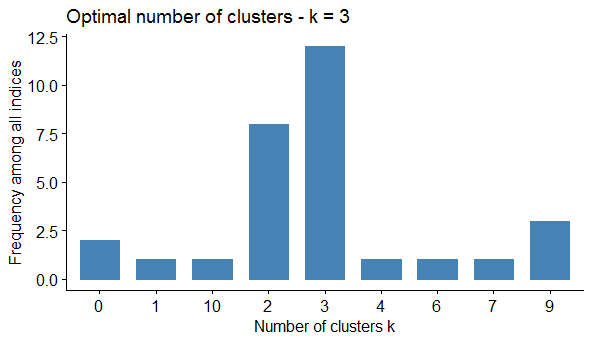 Optimal number of clusters - k = 3
Frequency among all indices
12.5
10.0
7.5
5.0
2.5
0.0
0 1 10 2 3 4 6 7 9
Number of clusters k